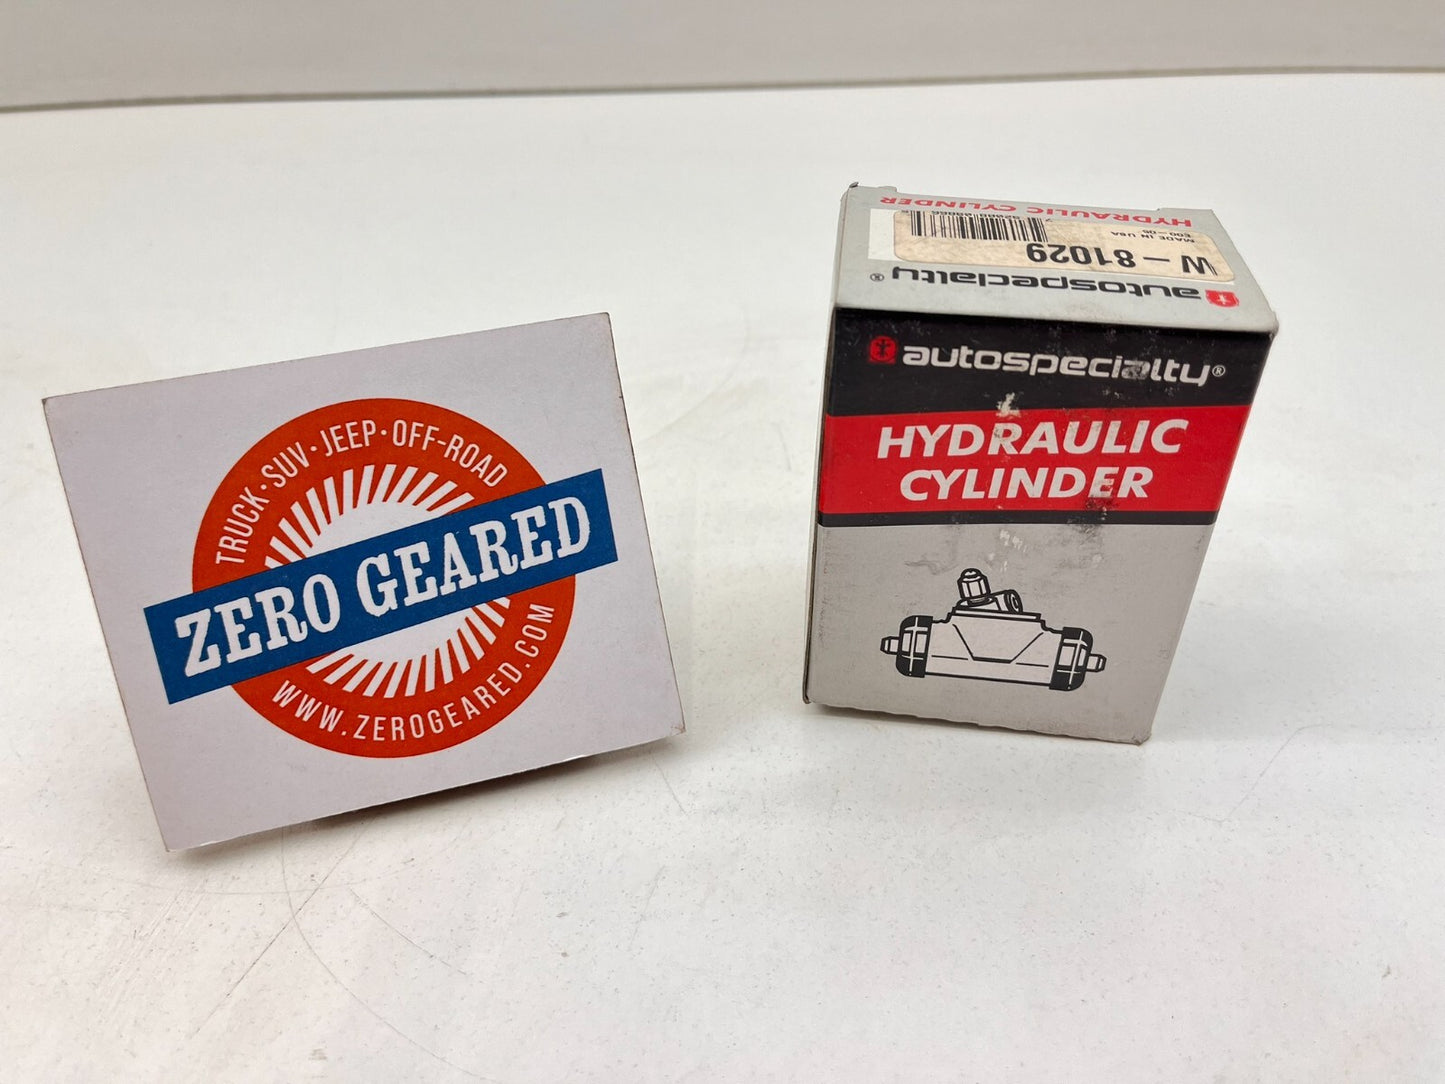 TRUCK · SUV · JEEP · OFF-ROAD
ZERO GEARED
WWW.ZEROGEARED.COM
HYDRAULIC CYLINDER
MADE IN USA
W-81029
autospecialty®
autospecialty®
HYDRAULIC
CYLINDER